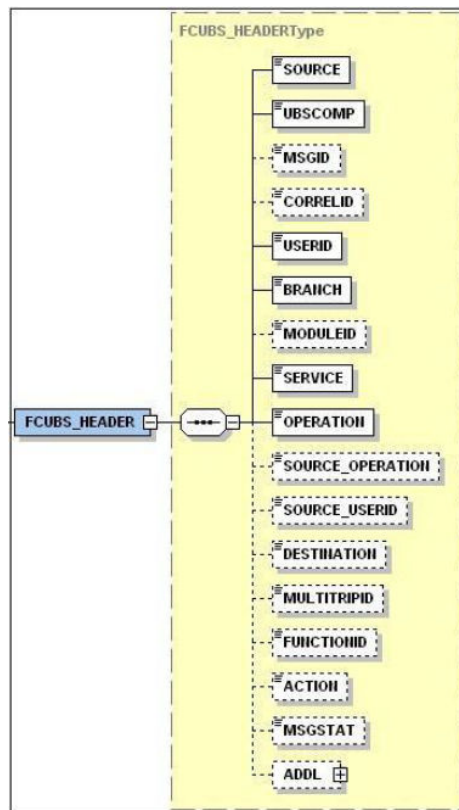 FCUBS_HEADERType
SOURCE
UBSCOMP
MSGID
CORRELID
USERID
BRANCH
MODULEID
SERVICE
FCUBS_HEADER
OPERATION
SOURCE_OPERATION
SOURCE_USERID
DESTINATION
MULTITRIPID
FUNCTIONID
ACTION
MSGSTAT
ADDL